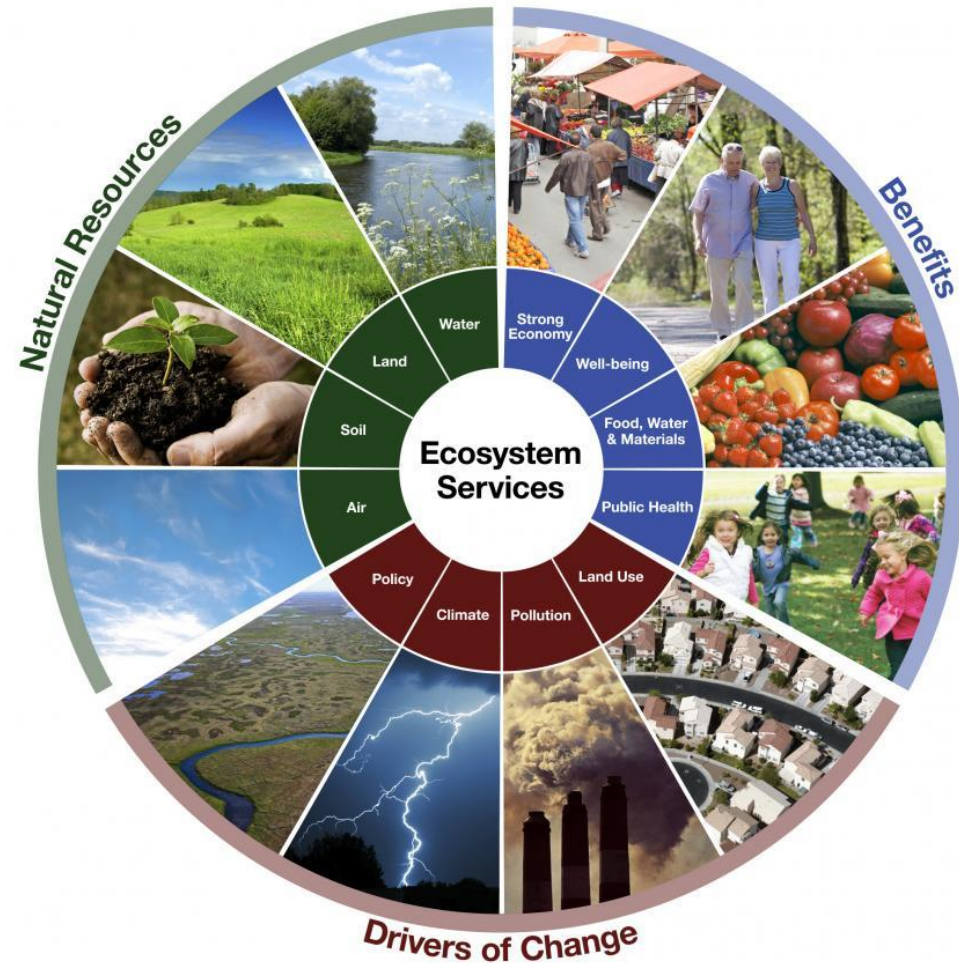 Natural Resources
Benefits
Drivers of Change
Ecosystem
Services
Water
Land
Soil
Air
Strong
Economy
Well-being
Food, Water
& Materials
Public Health
Land Use
Pollution
Climate
Policy